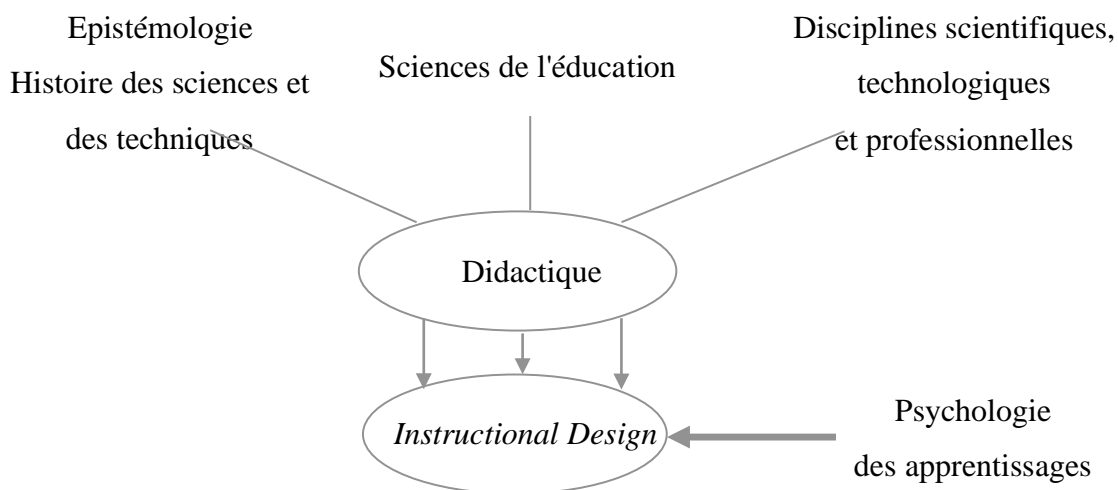 Epistémologie
Histoire des sciences et
des techniques
Sciences de l'éducation
Disciplines scientifiques,
technologiques
et professionnelles
Didactique
Instructional Design
Psychologie
des apprentissages